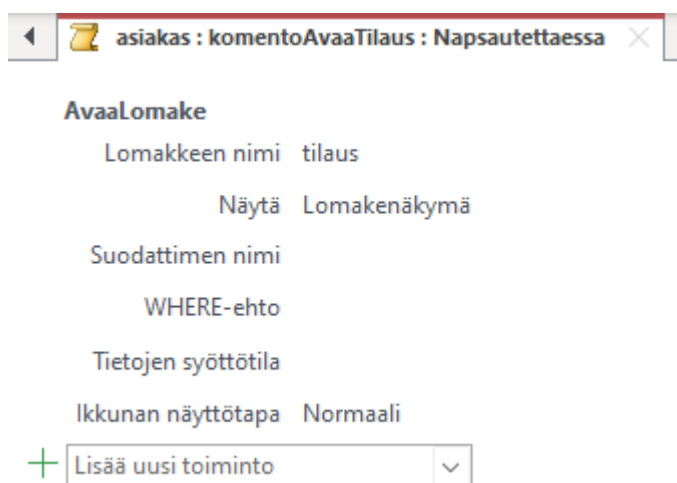 asiakas : komentoAvaaTilaus : Napsautettaessa
AvaaLomake
Lomakkeen nimi tilaus
Näytä Lomakenäkymä
Suodattimen nimi
WHERE-ehto
Tietojen syöttötila
Ikkunan näyttötapa Normaali
Lisää uusi toiminto